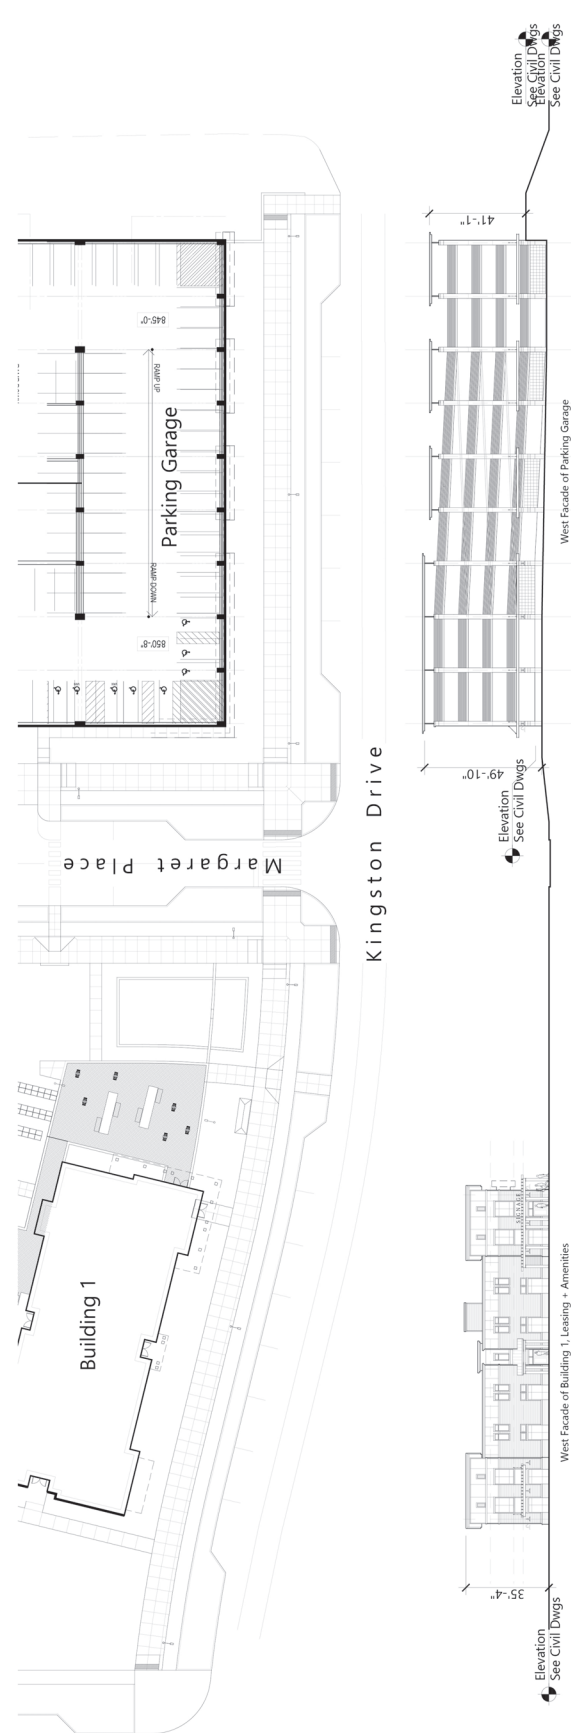 Elevation
See Civil Dwgs
Elevation
See Civil Dwgs
41'-1"
845'-0"
RAMP UP
Parking Garage
RAMP DOWN
850'-8"
West Facade of Parking Garage
49'-10"
Elevation
See Civil Dwgs
Margaret Place
Kingston Drive
SIGNAGE
Building 1
West Facade of Building 1, Leasing + Amenities
35'-4"
Elevation
See Civil Dwgs